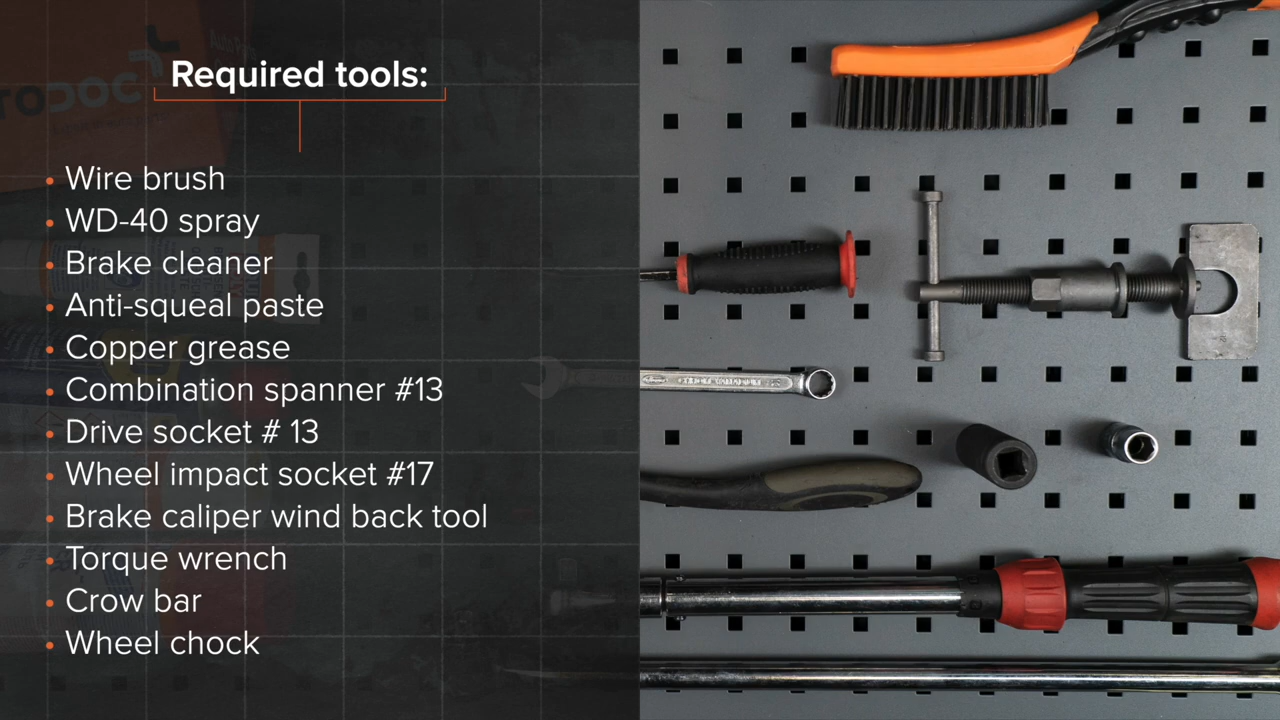 Required tools:
Wire brush
WD-40 spray
Brake cleaner
Anti-squeal paste
Copper grease
Combination spanner #13
Drive socket # 13
Wheel impact socket #17
Brake caliper wind back tool
Torque wrench
Crow bar
Wheel chock